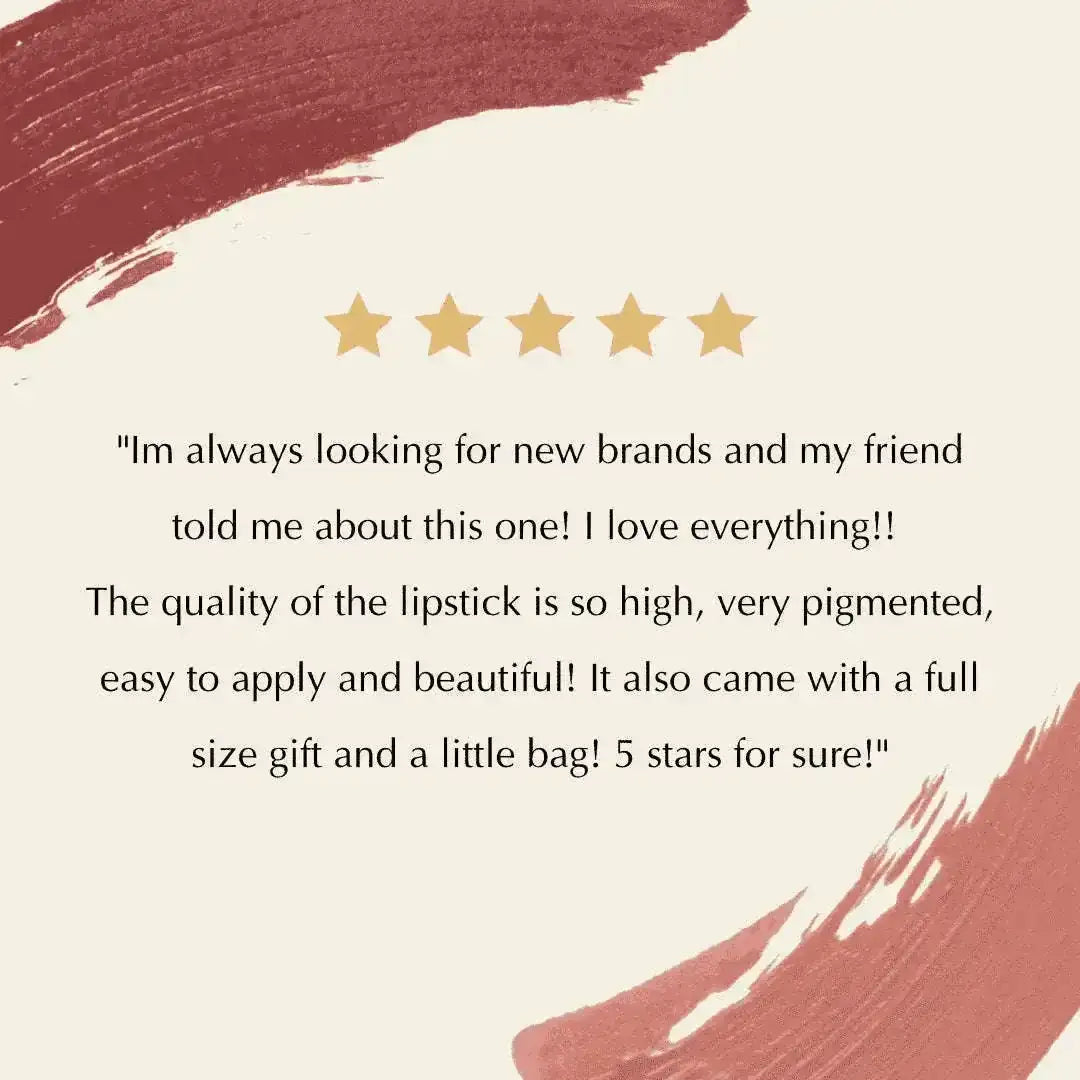 "Im always looking for new brands and my friend
told me about this one! I love everything!!
The quality of the lipstick is so high, very pigmented,
easy to apply and beautiful! It also came with a full
size gift and a little bag! 5 stars for sure!"